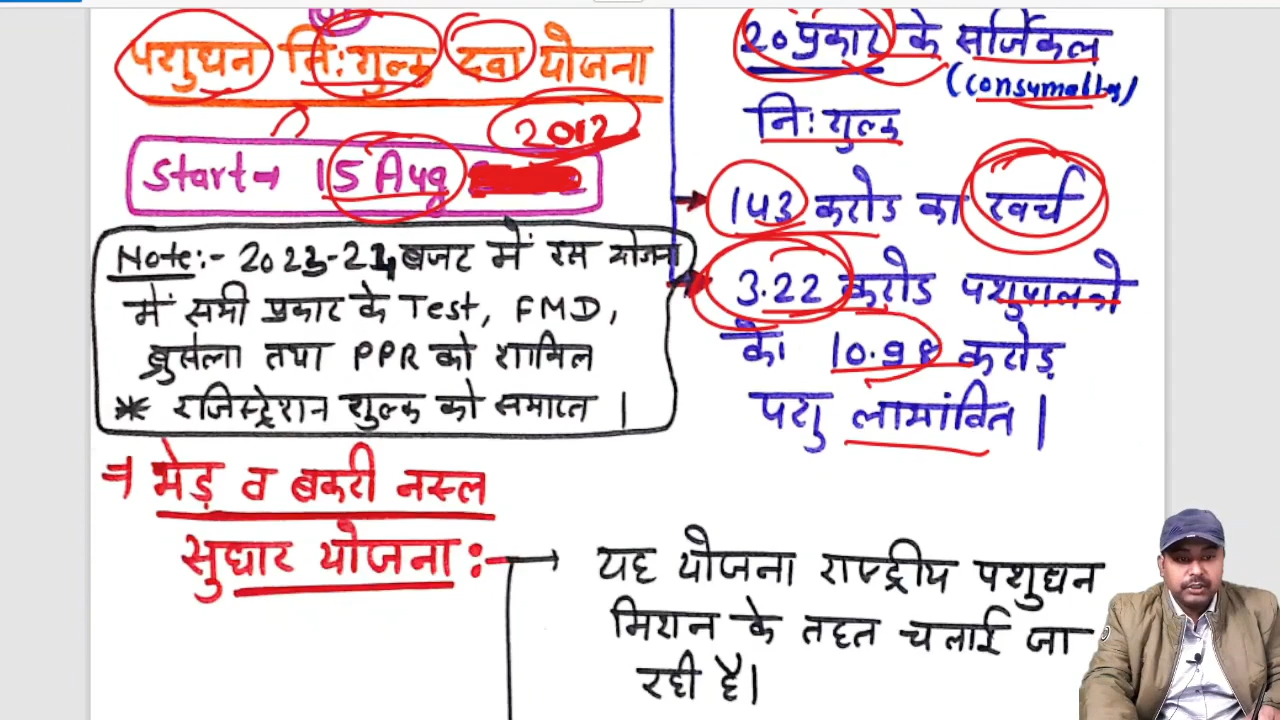 पशुधन नि:शुल्क दवा योजना
2012
Start→ 15 Aug
Note:- 2023-24 बजट में इस योजना
में सभी प्रकार के Test, FMD,
ब्रुसेला तथा PPR को शामिल
* रजिस्ट्रेशन शुल्क को समाप्त |
20 प्रकार के सर्जिकल
नि: शुल्क
143 करोड का खर्च
3.22 करोड पशुपालको
के 10.98 करोड़
पशु लाभांवित |
⇒ भेड़ व बकरी नस्ल
सुधार योजना:-
यह योजना राष्ट्रीय पशुधन
मिशन के तहत चलाई जा
रही है।